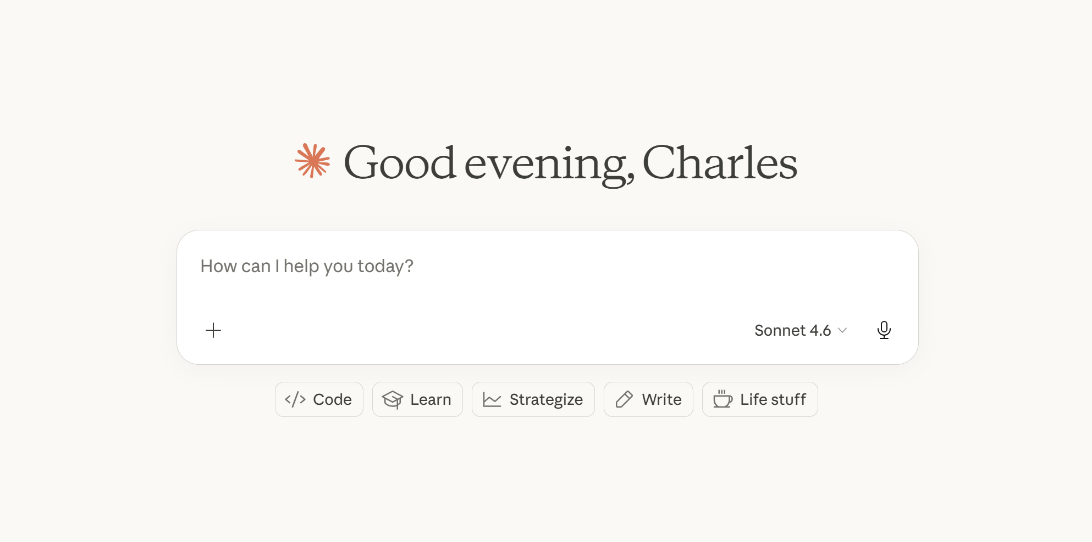 Good evening, Charles
How can I help you today?
Sonnet 4.6
Code
Learn
Strategize
Write
Life stuff